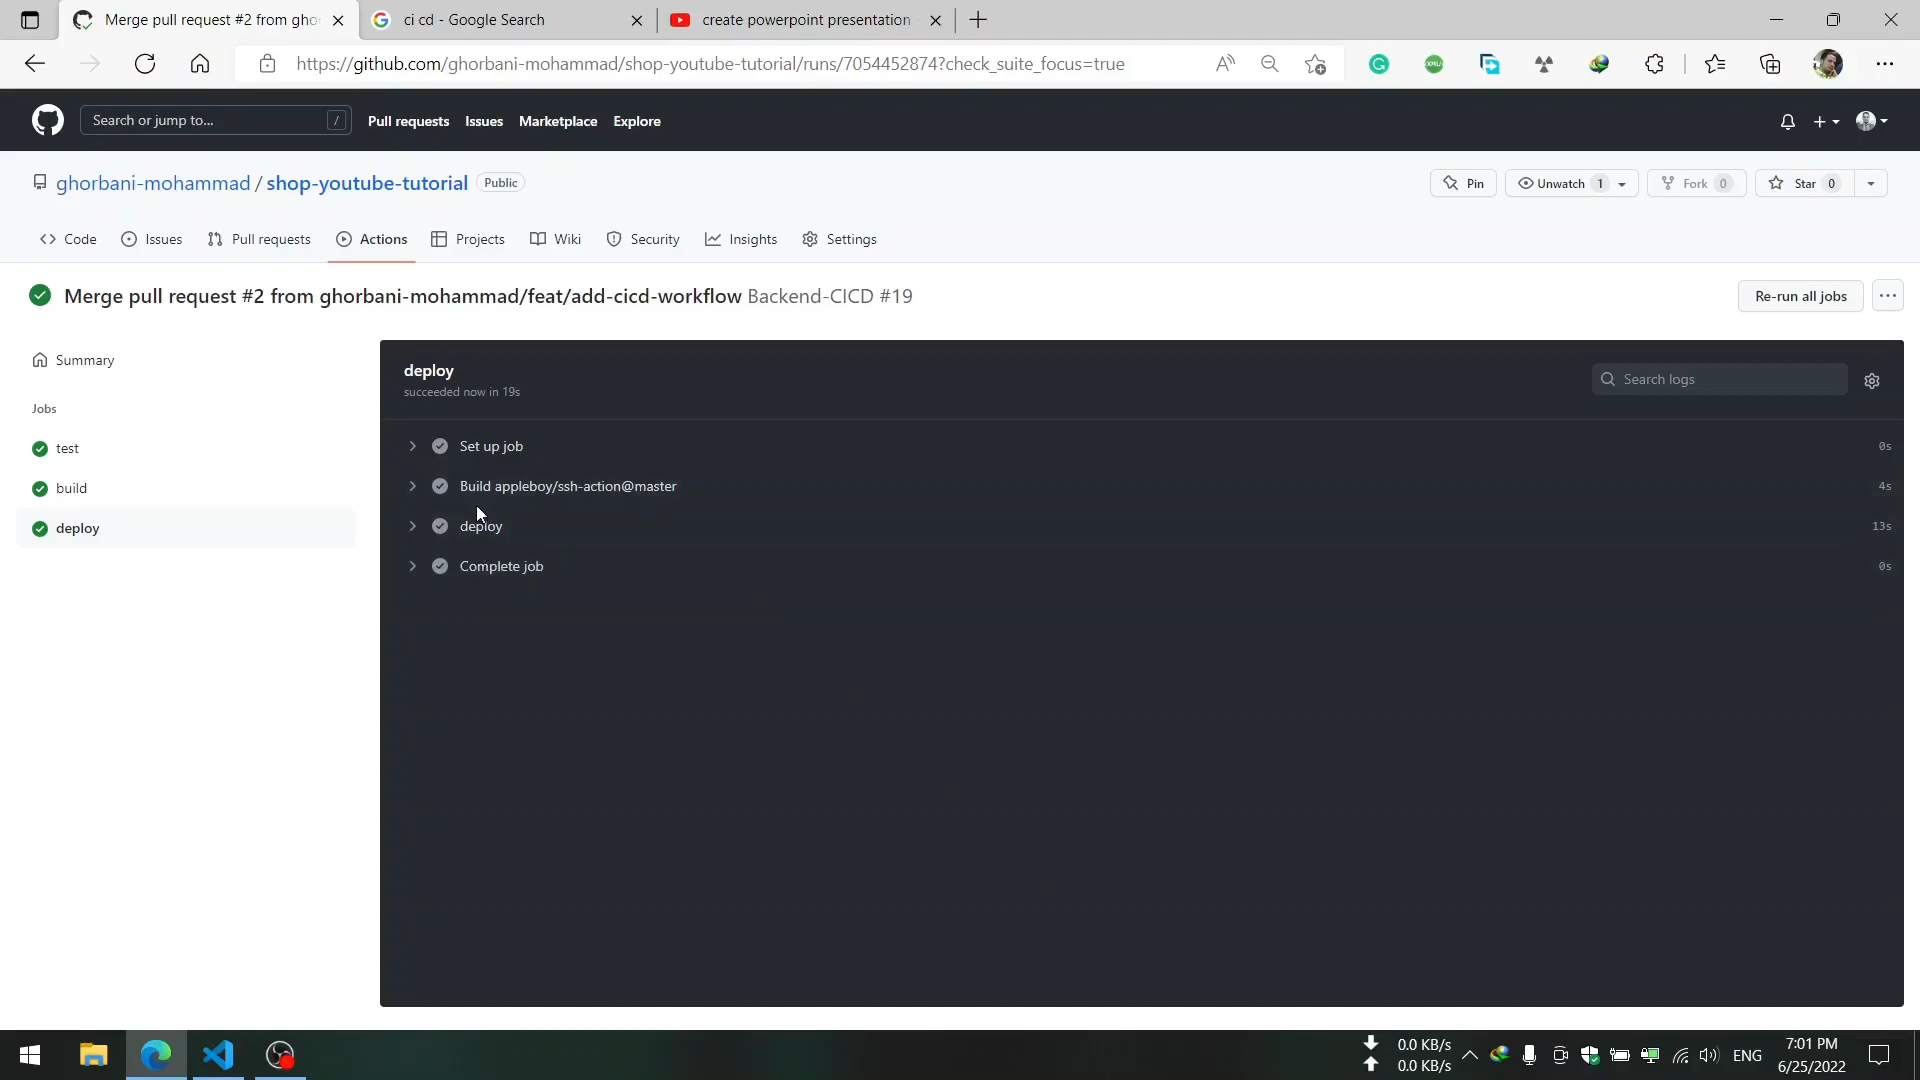 Merge pull request #2 from gho
ci cd - Google Search
create powerpoint presentation
https://github.com/ghorbani-mohammad/shop-youtube-tutorial/runs/7054452874?check_suite_focus=true
Search or jump to... /
Pull requests Issues Marketplace Explore
ghorbani-mohammad / shop-youtube-tutorial Public
Pin Unwatch 1 Fork 0 Star 0
Code Issues Pull requests Actions Projects Wiki Security Insights Settings
Merge pull request #2 from ghorbani-mohammad/feat/add-cicd-workflow Backend-CICD #19
Re-run all jobs
Summary
Jobs
test
build
deploy
deploy
succeeded now in 19s
Search logs
Set up job 0s
Build appleboy/ssh-action@master 4s
deploy 13s
Complete job 0s
0.0 KB/s
0.0 KB/s
ENG
7:01 PM
6/25/2022